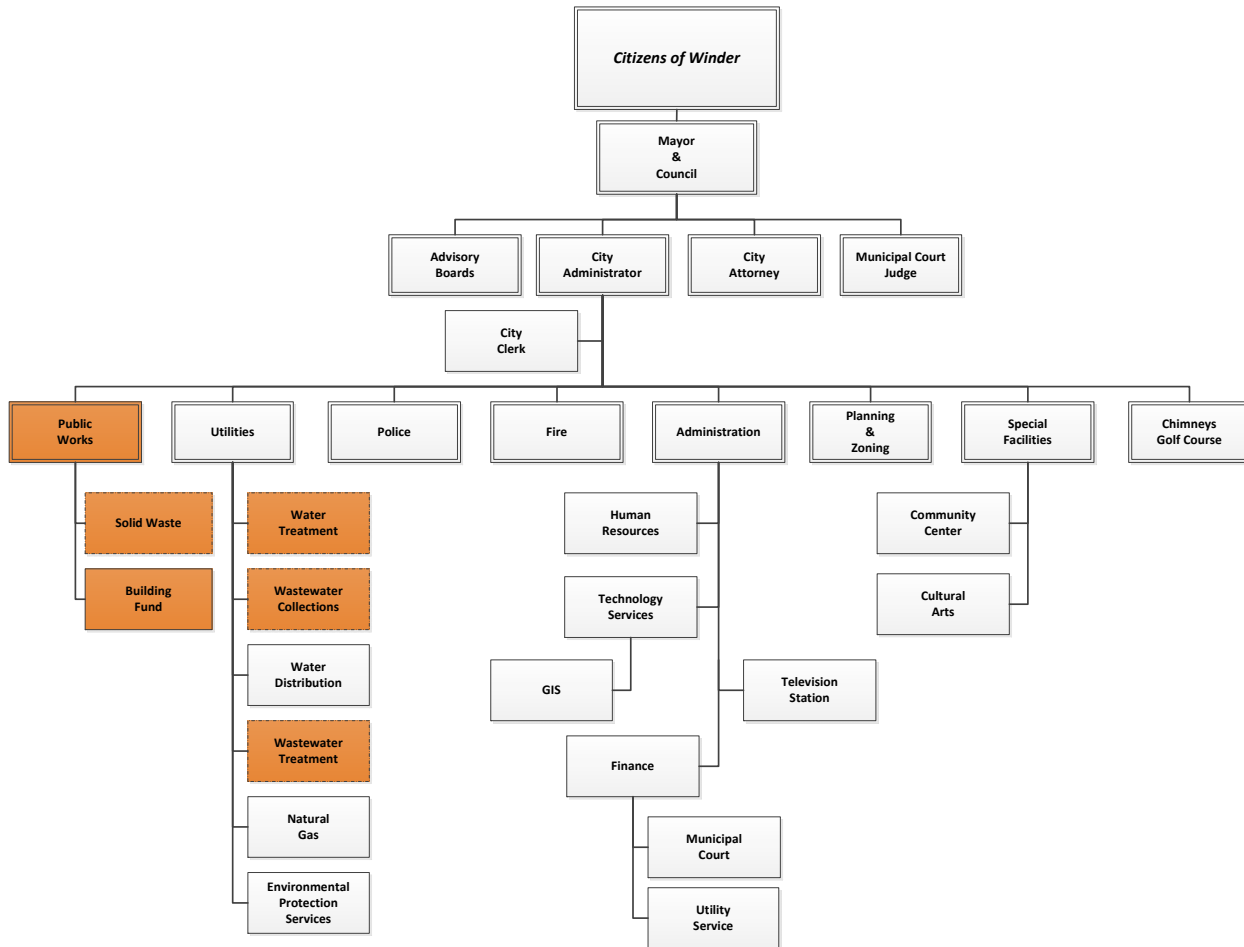 Citizens of Winder
Mayor
&
Council
Advisory
Boards
City
Administrator
City
Attorney
Municipal Court
Judge
City
Clerk
Public
Works
Utilities
Police
Fire
Administration
Planning
&
Zoning
Special
Facilities
Chimneys
Golf Course
Solid Waste
Building
Fund
Water
Treatment
Wastewater
Collections
Water
Distribution
Wastewater
Treatment
Natural
Gas
Environmental
Protection
Services
Human
Resources
Technology
Services
GIS
Television
Station
Finance
Municipal
Court
Utility
Service
Community
Center
Cultural
Arts